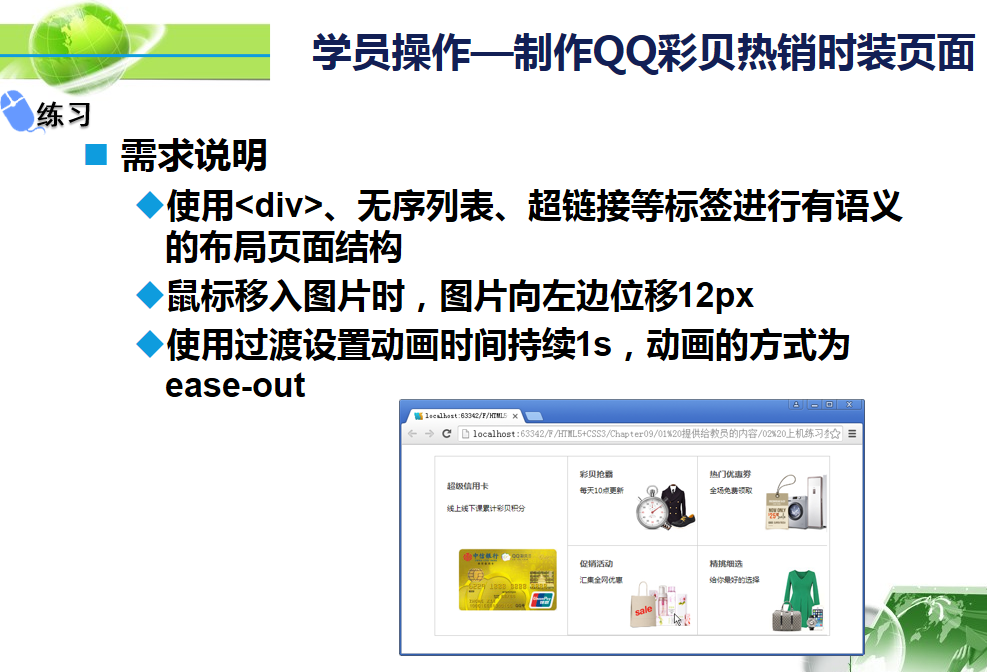 学员操作—制作QQ彩贝热销时装页面
练习
需求说明
使用<div>、无序列表、超链接等标签进行有语义
的布局页面结构
鼠标移入图片时，图片向左边位移12px
使用过渡设置动画时间持续1s，动画的方式为
ease-out
localhost:63342/F/HTML5
localhost:63342/F/HTML5+CSS3/Chapter09/01%20提供给教员的内容/02%20上机练习
超级信用卡
线上线下课累计彩贝积分
彩贝抢霸
每天10点更新
热门优惠券
全场免费领取
中信银行
促销活动
汇集全网优惠
sale
精挑细选
给你最好的选择